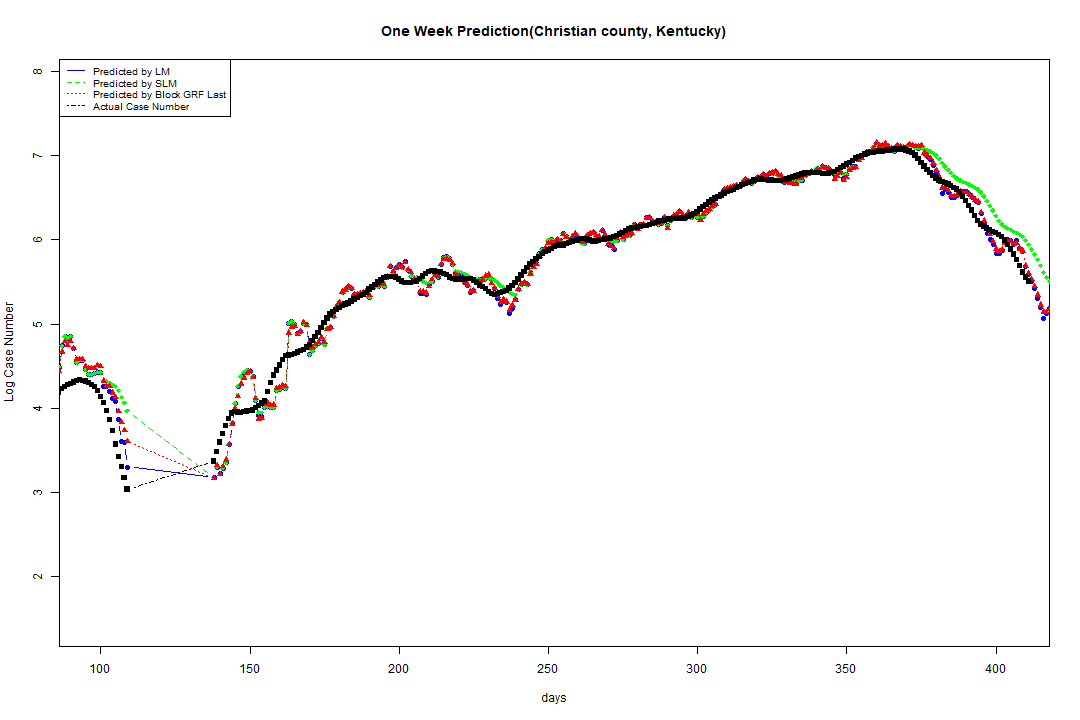 One Week Prediction(Christian county, Kentucky)
Predicted by LM
Predicted by SLM
Predicted by Block GRF Last
Actual Case Number
8
7
6
5
4
3
2
Log Case Number
100 150 200 250 300 350 400
days